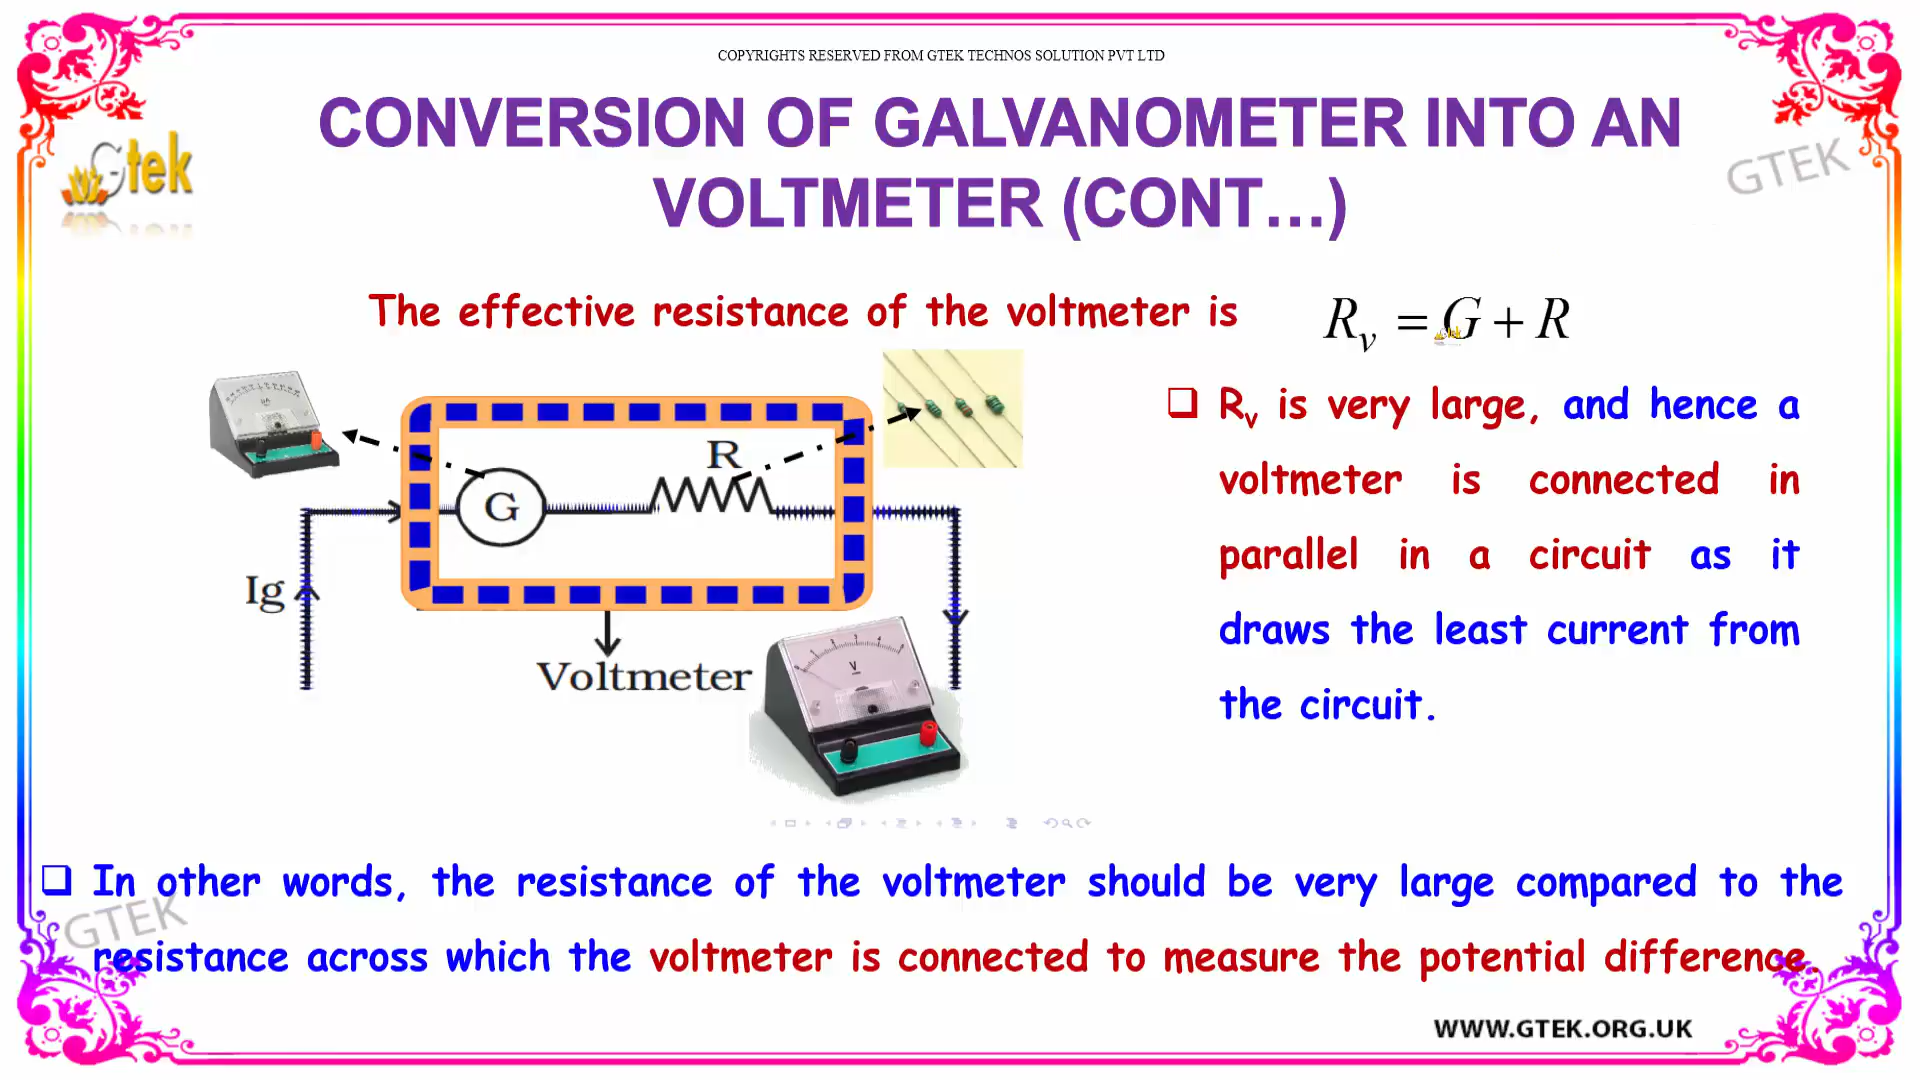 COPYRIGHTS RESERVED FROM GTEK TECHNOS SOLUTION PVT LTD
CONVERSION OF GALVANOMETER INTO AN
VOLTMETER (CONT...)
Gtek
GTEK
The effective resistance of the voltmeter is
Rv = G + R
❑ Rv is very large, and hence a
voltmeter is connected in
parallel in a circuit as it
draws the least current from
the circuit.
R
G
Ig
Voltmeter
V
❑ In other words, the resistance of the voltmeter should be very large compared to the
resistance across which the voltmeter is connected to measure the potential difference.
GTEK
WWW.GTEK.ORG.UK